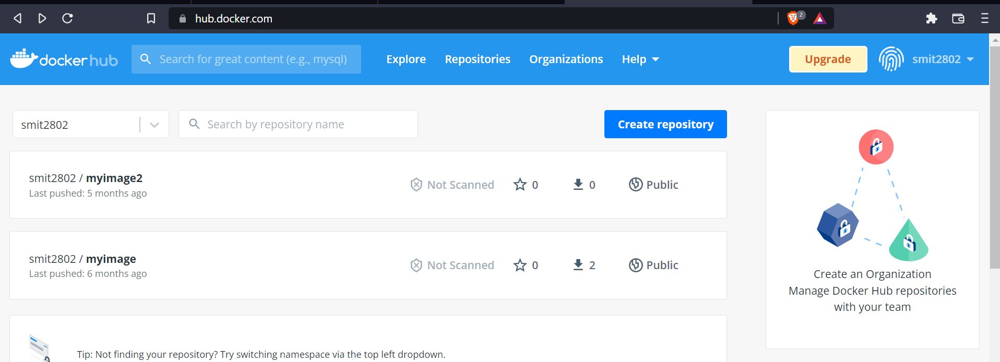 hub.docker.com
2
dockerhub
Search for great content (e.g., mysql)
Explore
Repositories
Organizations
Help
Upgrade
smit2802
smit2802
Search by repository name
Create repository
smit2802 / myimage2
Last pushed: 5 months ago
Not Scanned
0
0
Public
smit2802 / myimage
Last pushed: 6 months ago
Not Scanned
0
2
Public
Create an Organization
Manage Docker Hub repositories
with your team
Tip: Not finding your repository? Try switching namespace via the top left dropdown.